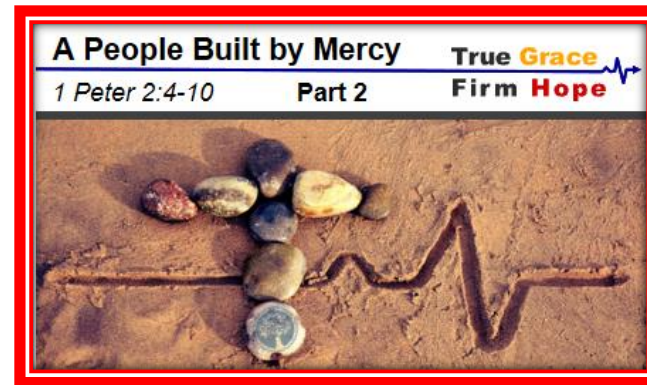 A People Built by Mercy
True Grace
1 Peter 2:4-10 Part 2
Firm Hope